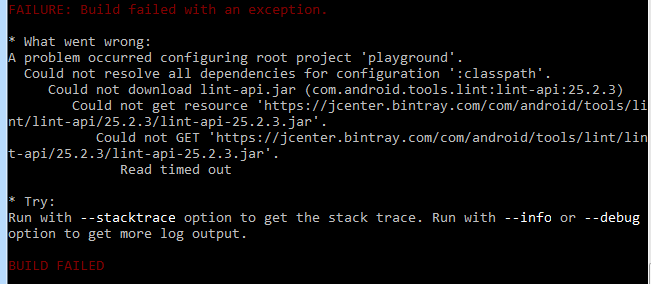 FAILURE: Build failed with an exception.
* What went wrong:
A problem occurred configuring root project 'playground'.
Could not resolve all dependencies for configuration ':classpath'.
Could not download lint-api.jar (com.android.tools.lint:lint-api:25.2.3)
Could not get resource 'https://jcenter.bintray.com/com/android/tools/li
nt/lint-api/25.2.3/lint-api-25.2.3.jar'.
Could not GET 'https://jcenter.bintray.com/com/android/tools/lint/lin
t-api/25.2.3/lint-api-25.2.3.jar'.
Read timed out
* Try:
Run with --stacktrace option to get the stack trace. Run with --info or --debug
option to get more log output.
BUILD FAILED